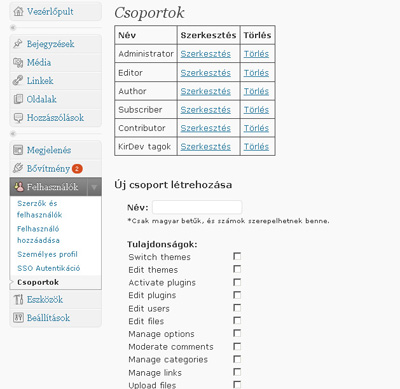 Vezérlőpult
Bejegyzések
Média
Linkek
Oldalak
Hozzászólások
Megjelenés
Bővítmény 2
Felhasználók
Szerzők és
felhasználók
Felhasználó
hozzáadása
Személyes profil
SSO Autentikáció
Csoportok
Eszközök
Beállítások
Csoportok
Név Szerkesztés Törlés
Administrator Szerkesztés Törlés
Editor Szerkesztés Törlés
Author Szerkesztés Törlés
Subscriber Szerkesztés Törlés
Contributor Szerkesztés Törlés
KirDev tagok Szerkesztés Törlés
Új csoport létrehozása
Név:
*Csak magyar betűk, és számok szerepelhetnek benne.
Tulajdonságok:
Switch themes
Edit themes
Activate plugins
Edit plugins
Edit users
Edit files
Manage options
Moderate comments
Manage categories
Manage links
Upload files